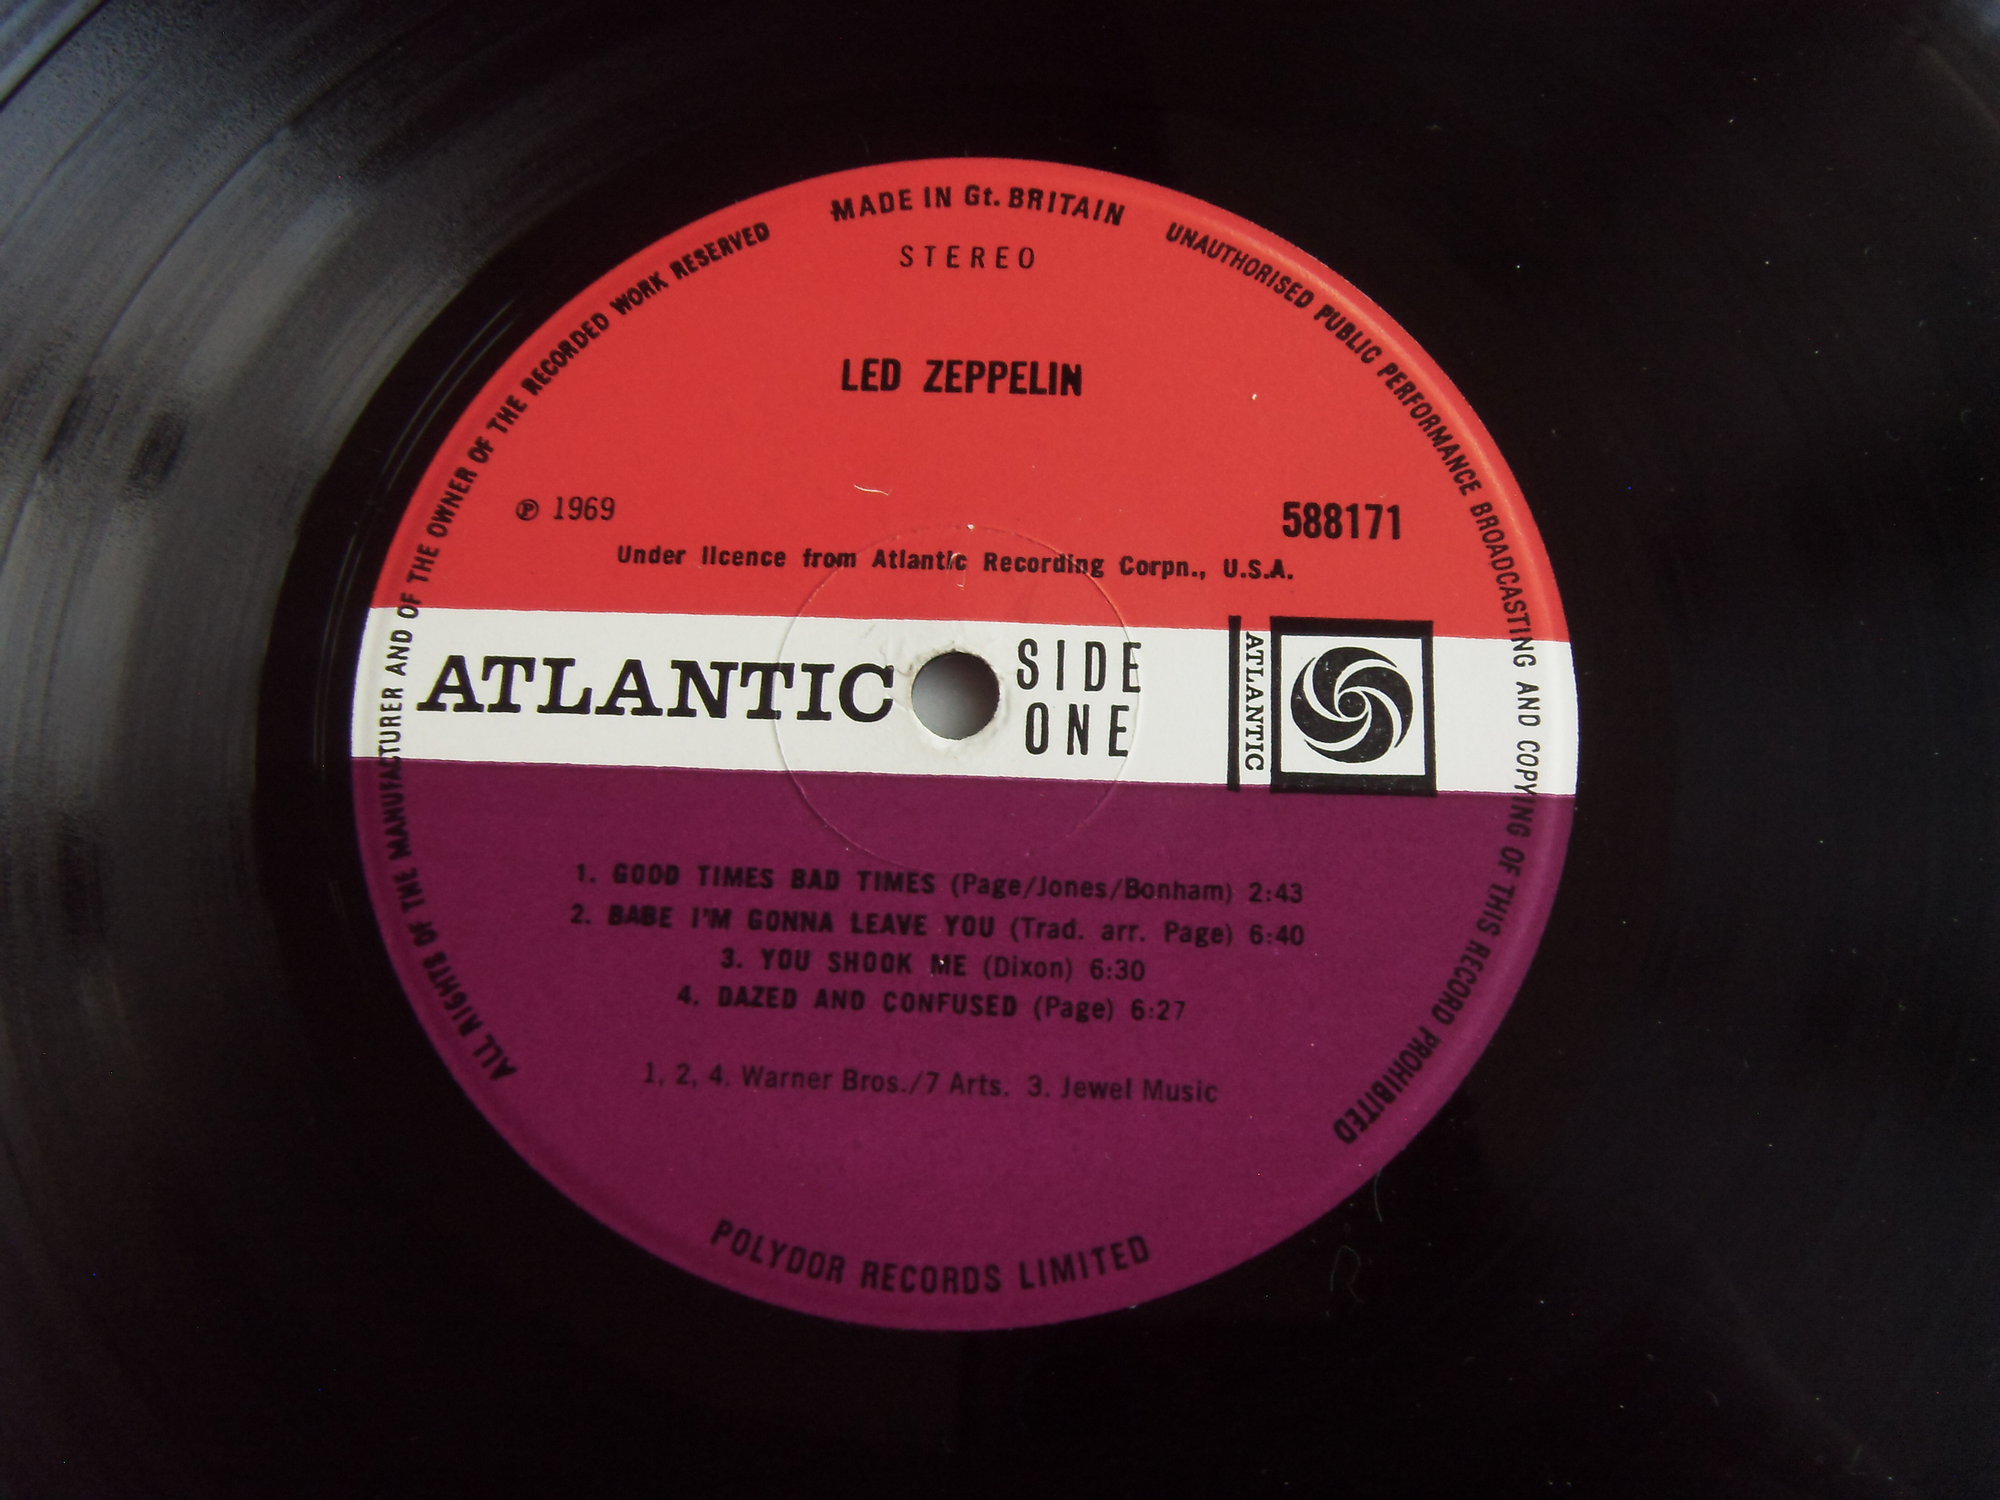 MADE IN Gt. BRITAIN
UNAUTHORISED PUBLIC PERFORMANCE BROADCASTING AND COPYING OF THIS RECORD PROHIBITED
ALL RIGHTS OF THE MANUFACTURER AND OF THE OWNER OF THE RECORDED WORK RESERVED
STEREO
LED ZEPPELIN
℗ 1969
588171
Under licence from Atlantic Recording Corpn., U.S.A.
ATLANTIC
SIDE
ONE
ATLANTIC
1. GOOD TIMES BAD TIMES (Page/Jones/Bonham) 2:43
2. BABE I'M GONNA LEAVE YOU (Trad. arr. Page) 6:40
3. YOU SHOOK ME (Dixon) 6:30
4. DAZED AND CONFUSED (Page) 6:27
1, 2, 4. Warner Bros./7 Arts. 3. Jewel Music
POLYDOR RECORDS LIMITED